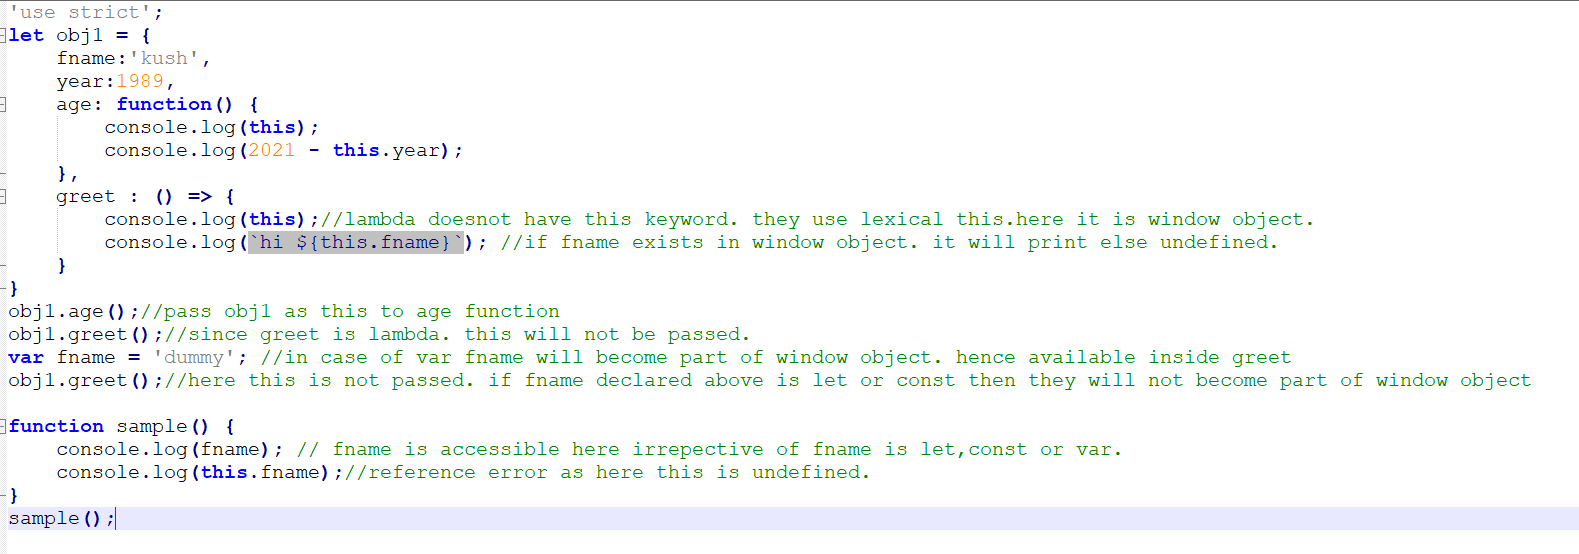 'use strict';
let obj1 = {
    fname:'kush',
    year:1989,
    age: function() {
        console.log(this);
        console.log(2021 - this.year);
    },
    greet : () => {
        console.log(this);//lambda doesnot have this keyword. they use lexical this.here it is window object.
        console.log(`hi ${this.fname}`); //if fname exists in window object. it will print else undefined.
    }
}
obj1.age();//pass obj1 as this to age function
obj1.greet();//since greet is lambda. this will not be passed.
var fname = 'dummy'; //in case of var fname will become part of window object. hence available inside greet
obj1.greet();//here this is not passed. if fname declared above is let or const then they will not become part of window object

function sample() {
    console.log(fname); // fname is accessible here irrepective of fname is let,const or var.
    console.log(this.fname);//reference error as here this is undefined.
}
sample();